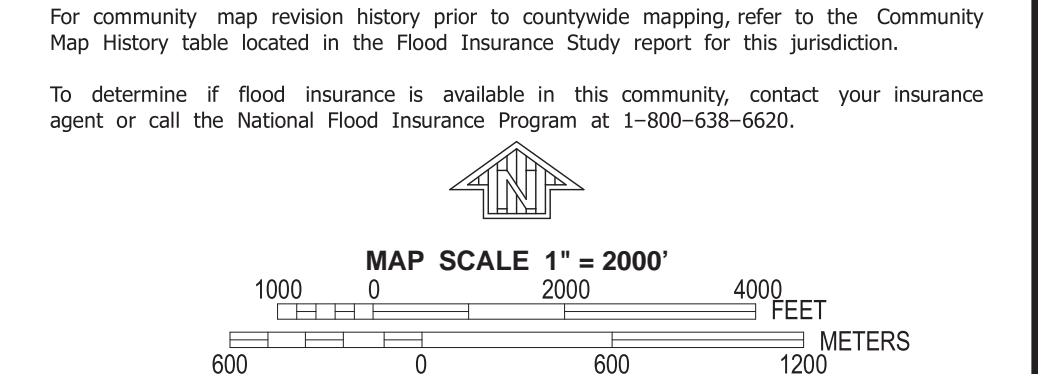 For community map revision history prior to countywide mapping, refer to the Community
Map History table located in the Flood Insurance Study report for this jurisdiction.
To determine if flood insurance is available in this community, contact your insurance
agent or call the National Flood Insurance Program at 1–800–638–6620.
N
MAP SCALE 1" = 2000’
1000 0 2000 4000
FEET
METERS
600 0 600 1200